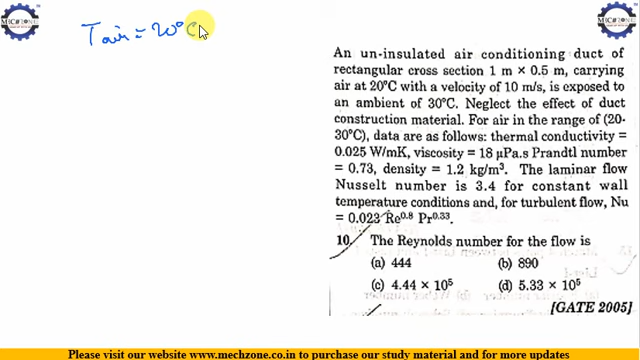 MECHZONE
MECHZONE
Tair = 20°C
An un-insulated air conditioning duct of
rectangular cross section 1 m × 0.5 m, carrying
air at 20°C with a velocity of 10 m/s, is exposed
to an ambient of 30°C. Neglect the effect of duct
construction material. For air in the range of (20-
30°C), data are as follows: thermal conductivity =
0.025 W/mK, viscosity = 18 μPa.s Prandtl number
= 0.73, density = 1.2 kg/m³. The laminar flow
Nusselt number is 3.4 for constant wall
temperature conditions and, for turbulent flow, Nu
= 0.023 Re⁰·⁸ Pr⁰·³³.
10. The Reynolds number for the flow is
(a) 444 (b) 890
(c) 4.44 × 10⁵ (d) 5.33 × 10⁵
[GATE 2005]
Please visit our website www.mechzone.co.in to purchase our study material and for more updates